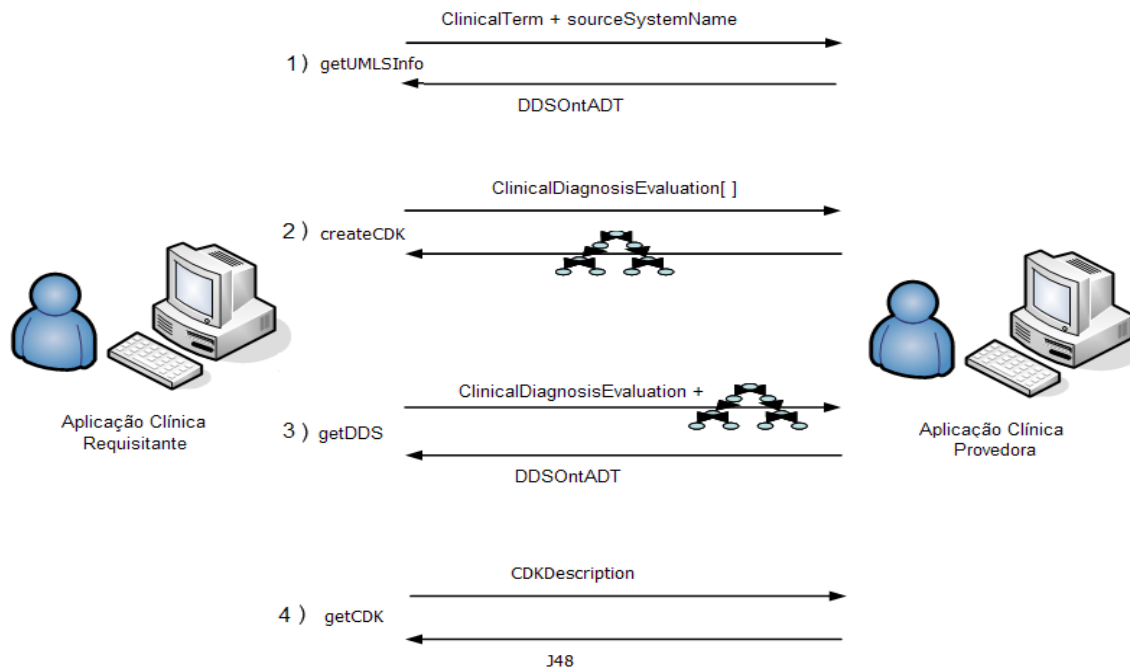 ClinicalTerm + sourceSystemName
1) getUMLSInfo
DDSOntADT
ClinicalDiagnosisEvaluation[ ]
2) createCDK
ClinicalDiagnosisEvaluation +
3) getDDS
DDSOntADT
Aplicação Clínica
Requisitante
Aplicação Clínica
Provedora
CDKDescription
4) getCDK
J48